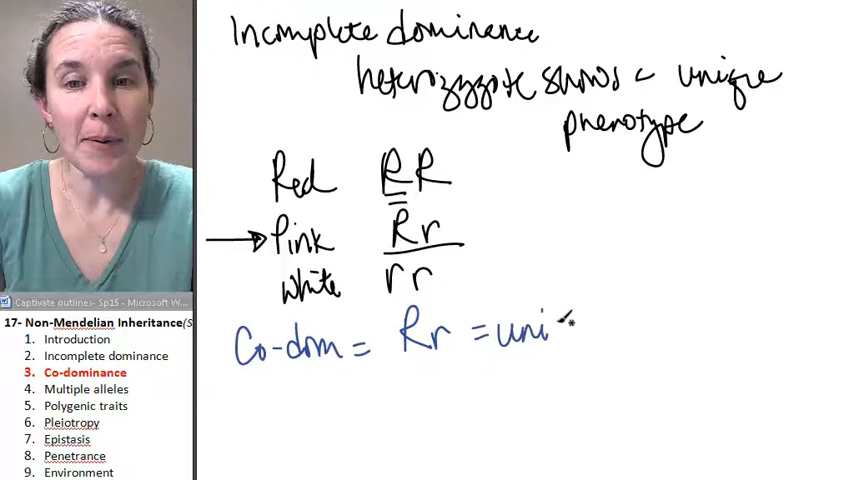 Incomplete dominance
heterozygote shows a unique
phenotype
Red RR
Pink Rr
white rr
Co-dom = Rr = uni
Captivate outlines- Sp15 - Microsoft W...
17- Non-Mendelian Inheritance(S
1. Introduction
2. Incomplete dominance
3. Co-dominance
4. Multiple alleles
5. Polygenic traits
6. Pleiotropy
7. Epistasis
8. Penetrance
9. Environment